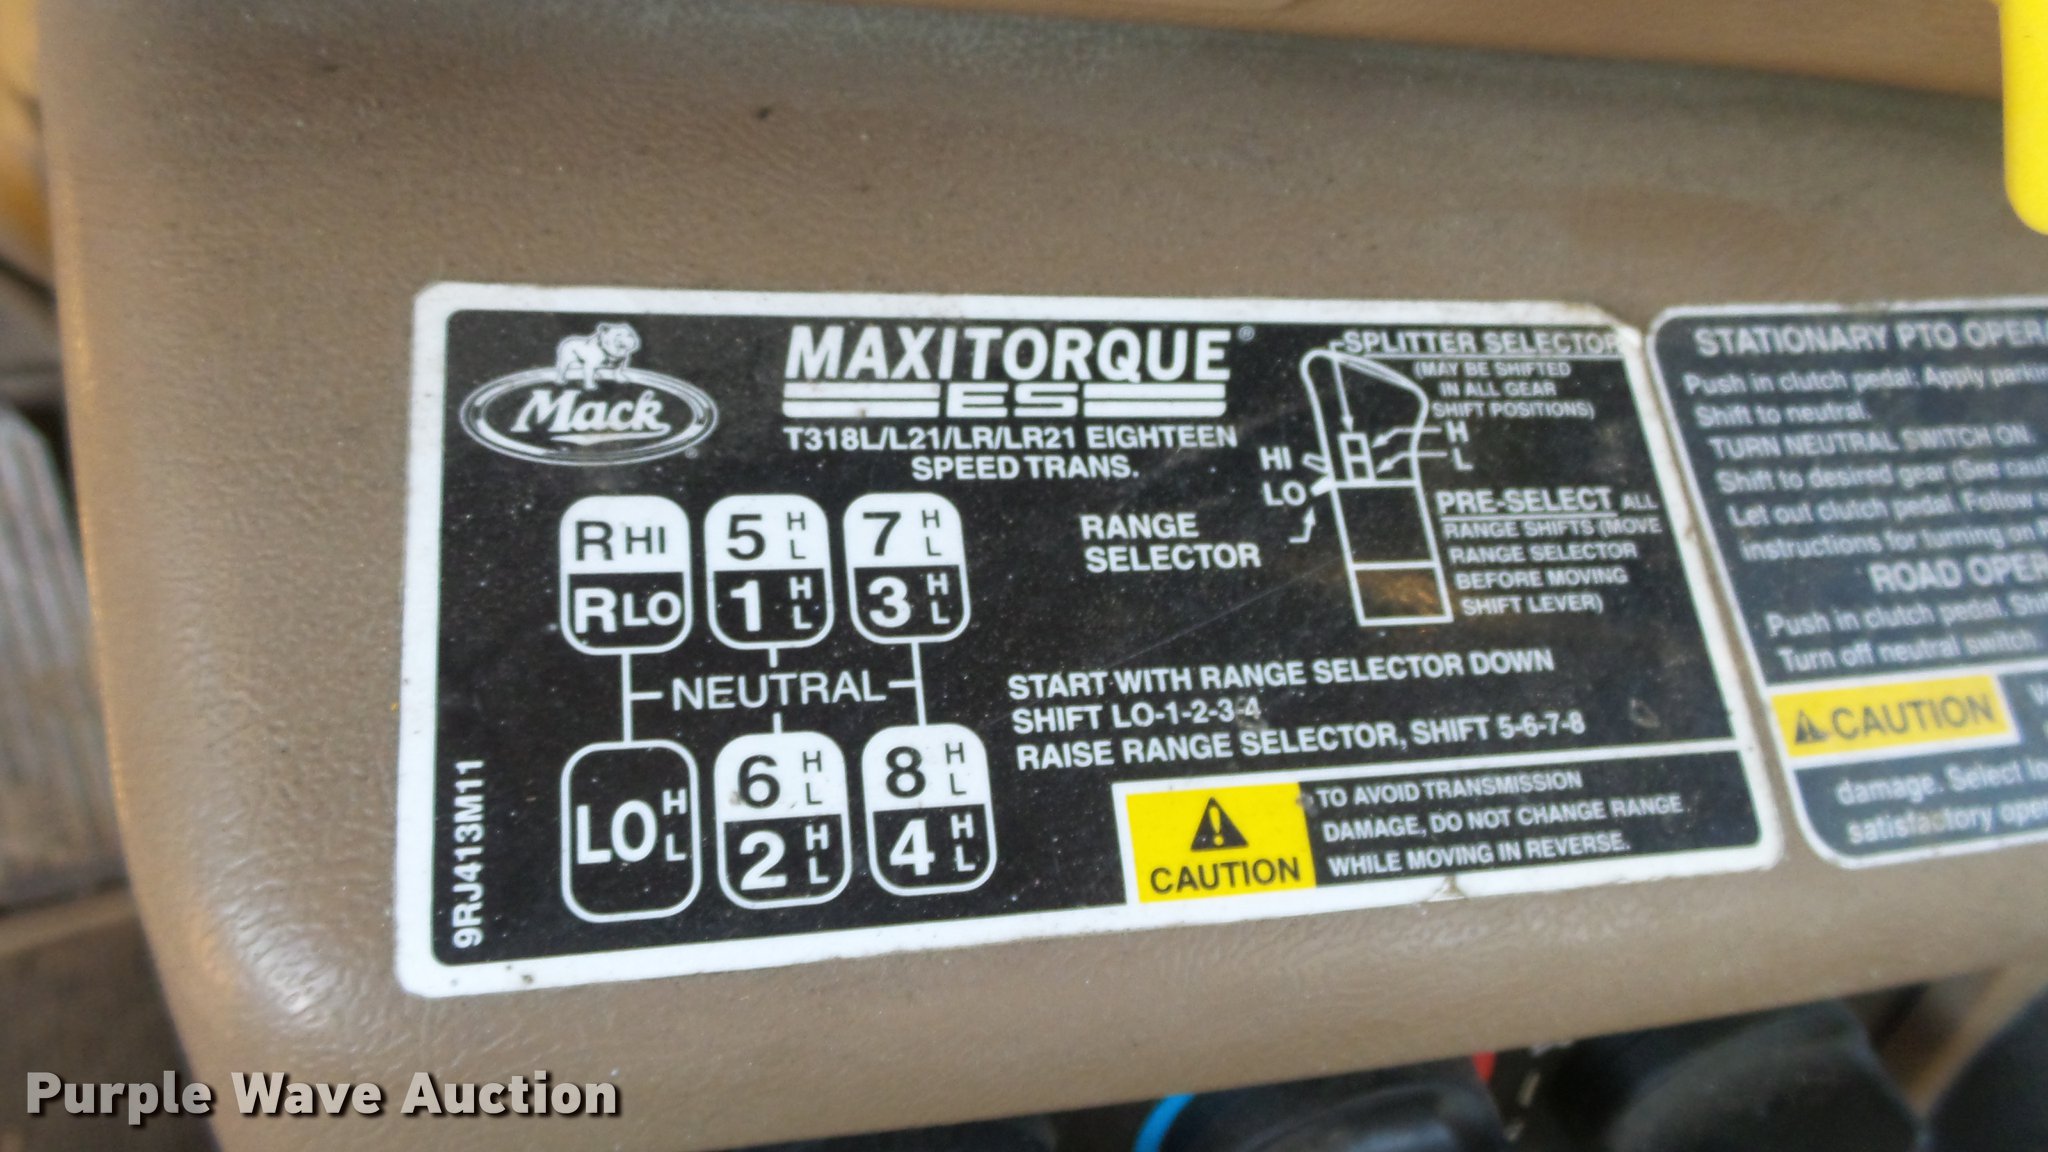 Mack
MAXITORQUE®
ES
T318L/L21/LR/LR21 EIGHTEEN
SPEED TRANS.
R HI
R LO
5 H L
1 H L
7 H L
3 H L
NEUTRAL
LO H L
6 H L
2 H L
8 H L
4 H L
9RJ413M11
SPLITTER SELECTOR
(MAY BE SHIFTED
IN ALL GEAR
SHIFT POSITIONS)
H
L
HI
LO
RANGE
SELECTOR
PRE-SELECT ALL
RANGE SHIFTS (MOVE
RANGE SELECTOR
BEFORE MOVING
SHIFT LEVER)
START WITH RANGE SELECTOR DOWN
SHIFT LO-1-2-3-4
RAISE RANGE SELECTOR, SHIFT 5-6-7-8
CAUTION
TO AVOID TRANSMISSION
DAMAGE, DO NOT CHANGE RANGE
WHILE MOVING IN REVERSE.
STATIONARY PTO
Push in clutch pedal. Apply
Shift to neutral.
TURN NEUTRAL SWITCH ON.
Shift to desired gear (See
Let out clutch pedal. Follow
instructions for turning on
ROAD
Push in clutch pedal.
Turn off neutral switch.
CAUTION
damage. Select
satisfactory
Purple Wave Auction